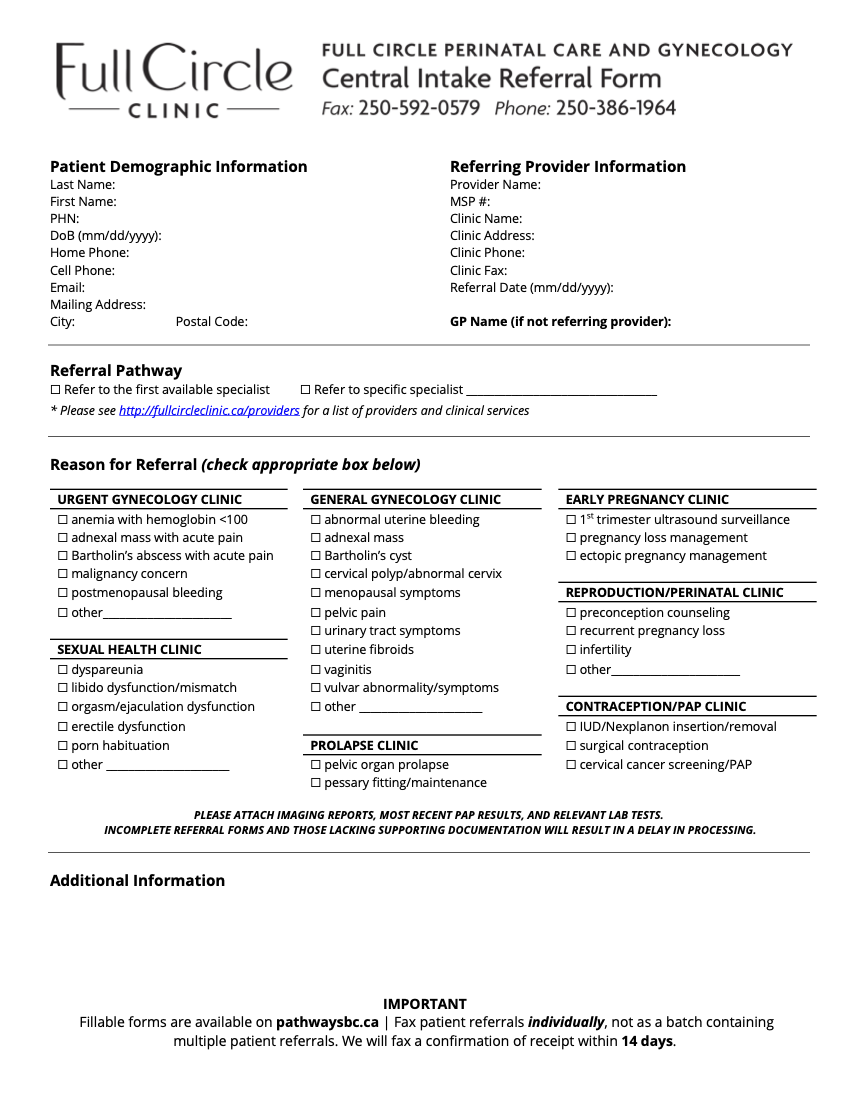 Full Circle
CLINIC
FULL CIRCLE PERINATAL CARE AND GYNECOLOGY
Central Intake Referral Form
Fax: 250-592-0579 Phone: 250-386-1964
Patient Demographic Information
Last Name:
First Name:
PHN:
DoB (mm/dd/yyyy):
Home Phone:
Cell Phone:
Email:
Mailing Address:
City: Postal Code:
Referring Provider Information
Provider Name:
MSP #:
Clinic Name:
Clinic Address:
Clinic Phone:
Clinic Fax:
Referral Date (mm/dd/yyyy):
GP Name (if not referring provider):
Referral Pathway
☐ Refer to the first available specialist ☐ Refer to specific specialist ______________________________
* Please see http://fullcircleclinic.ca/providers for a list of providers and clinical services
Reason for Referral (check appropriate box below)
URGENT GYNECOLOGY CLINIC
☐ anemia with hemoglobin <100
☐ adnexal mass with acute pain
☐ Bartholin's abscess with acute pain
☐ malignancy concern
☐ postmenopausal bleeding
☐ other____________________
SEXUAL HEALTH CLINIC
☐ dyspareunia
☐ libido dysfunction/mismatch
☐ orgasm/ejaculation dysfunction
☐ erectile dysfunction
☐ porn habituation
☐ other ___________________
GENERAL GYNECOLOGY CLINIC
☐ abnormal uterine bleeding
☐ adnexal mass
☐ Bartholin's cyst
☐ cervical polyp/abnormal cervix
☐ menopausal symptoms
☐ pelvic pain
☐ urinary tract symptoms
☐ uterine fibroids
☐ vaginitis
☐ vulvar abnormality/symptoms
☐ other ___________________
PROLAPSE CLINIC
☐ pelvic organ prolapse
☐ pessary fitting/maintenance
EARLY PREGNANCY CLINIC
☐ 1st trimester ultrasound surveillance
☐ pregnancy loss management
☐ ectopic pregnancy management
REPRODUCTION/PERINATAL CLINIC
☐ preconception counseling
☐ recurrent pregnancy loss
☐ infertility
☐ other____________________
CONTRACEPTION/PAP CLINIC
☐ IUD/Nexplanon insertion/removal
☐ surgical contraception
☐ cervical cancer screening/PAP
PLEASE ATTACH IMAGING REPORTS, MOST RECENT PAP RESULTS, AND RELEVANT LAB TESTS.
INCOMPLETE REFERRAL FORMS AND THOSE LACKING SUPPORTING DOCUMENTATION WILL RESULT IN A DELAY IN PROCESSING.
Additional Information
IMPORTANT
Fillable forms are available on pathwaysbc.ca | Fax patient referrals individually, not as a batch containing
multiple patient referrals. We will fax a confirmation of receipt within 14 days.